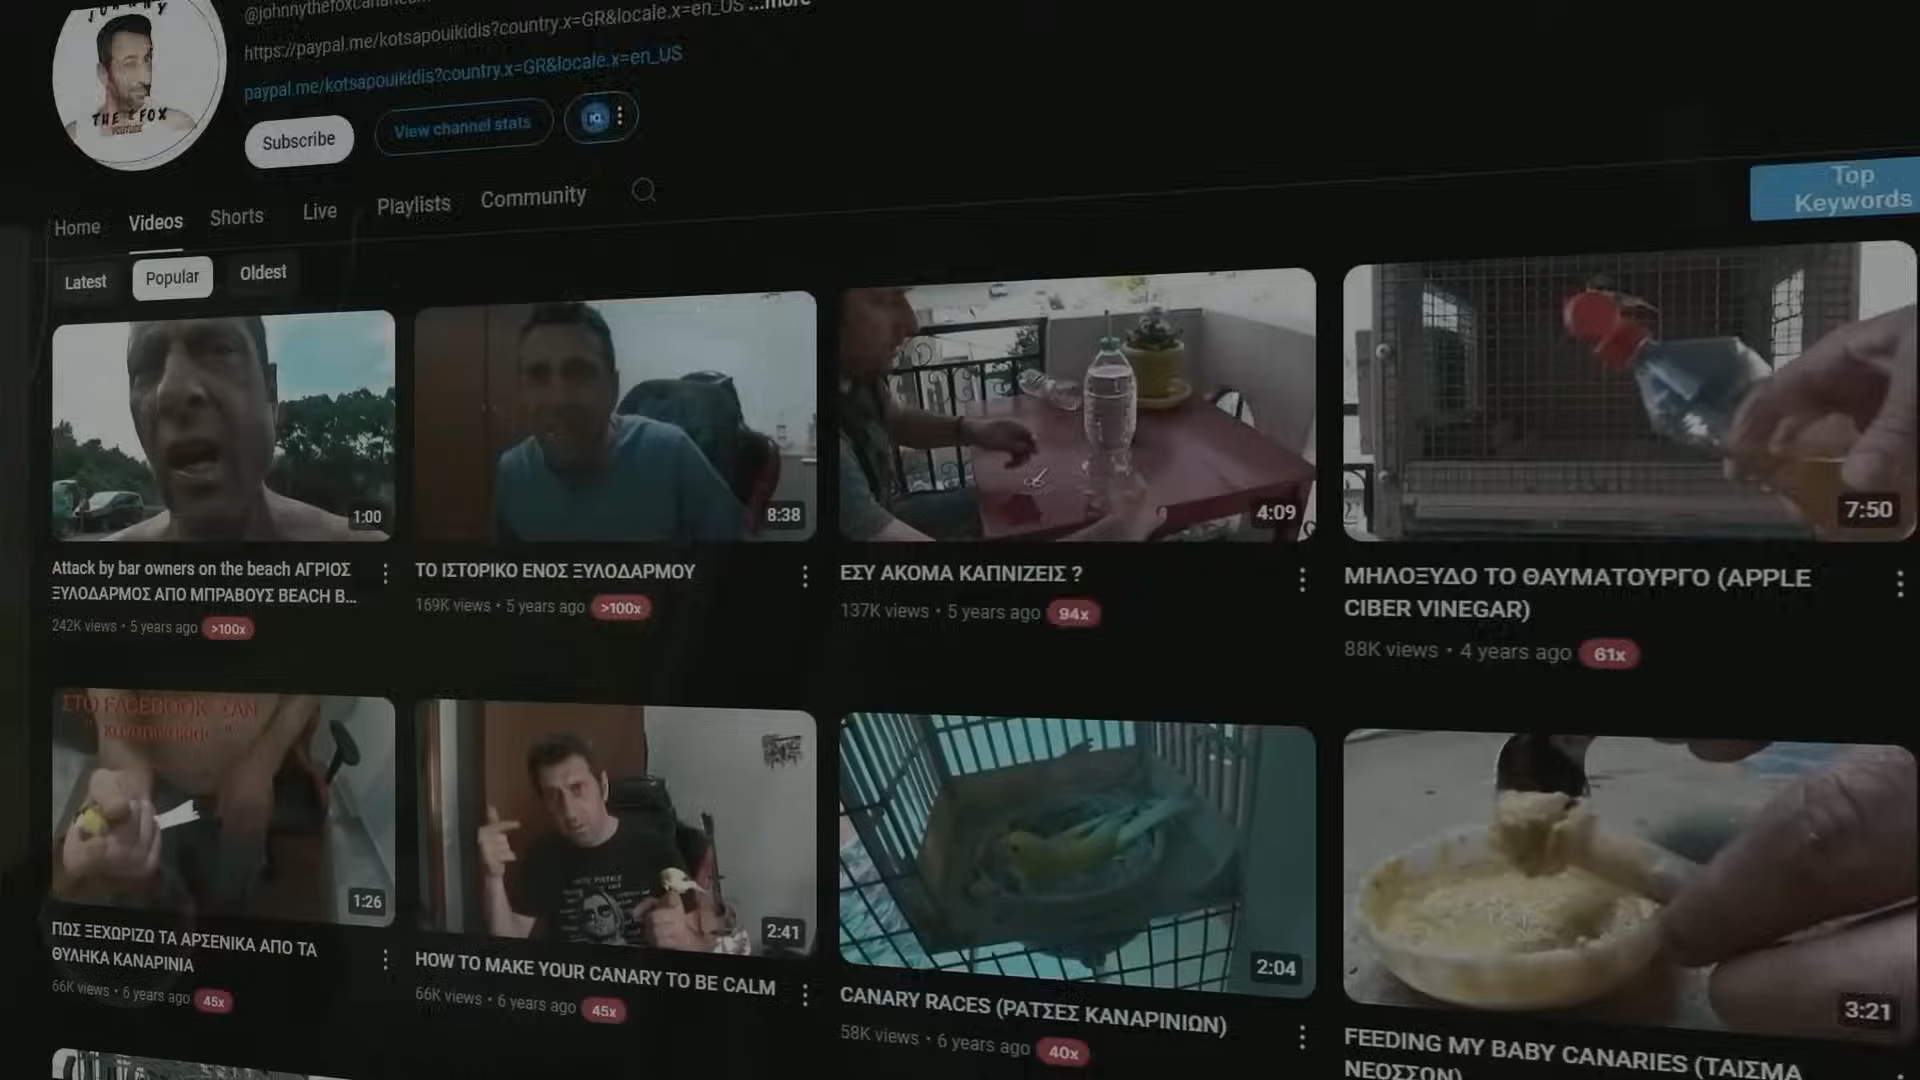 JOHNNY
THE FOX
YOUTUBE
https://paypal.me/kotsapouikidis?country.x=GR&locale.x=en_US ...more
paypal.me/kotsapouikidis?country.x=GR&locale.x=en_US
Subscribe
View channel stats
Home Videos Shorts Live Playlists Community
Top
Keywords
Latest Popular Oldest
1:00
8:38
4:09
7:50
Attack by bar owners on the beach ΑΓΡΙΟΣ
ΞΥΛΟΔΑΡΜΟΣ ΑΠΟ ΜΠΡΑΒΟΥΣ BEACH B...
242K views • 5 years ago >100x
ΤΟ ΙΣΤΟΡΙΚΟ ΕΝΟΣ ΞΥΛΟΔΑΡΜΟΥ
169K views • 5 years ago >100x
ΕΣΥ ΑΚΟΜΑ ΚΑΠΝΙΖΕΙΣ ?
137K views • 5 years ago 94x
ΜΗΛΟΞΥΔΟ ΤΟ ΘΑΥΜΑΤΟΥΡΓΟ (APPLE
CIBER VINEGAR)
88K views • 4 years ago 61x
ΣΤΟ FACEBOOK
1:26
2:41
2:04
3:21
ΠΩΣ ΞΕΧΩΡΙΖΩ ΤΑ ΑΡΣΕΝΙΚΑ ΑΠΟ ΤΑ
ΘΥΛΗΚΑ ΚΑΝΑΡΙΝΙΑ
66K views • 6 years ago 45x
HOW TO MAKE YOUR CANARY TO BE CALM
66K views • 6 years ago 45x
CANARY RACES (ΡΑΤΣΕΣ ΚΑΝΑΡΙΝΙΩΝ)
58K views • 6 years ago 40x
FEEDING MY BABY CANARIES (ΤΑΙΣΜΑ
ΝΕΟΣΣΩΝ)